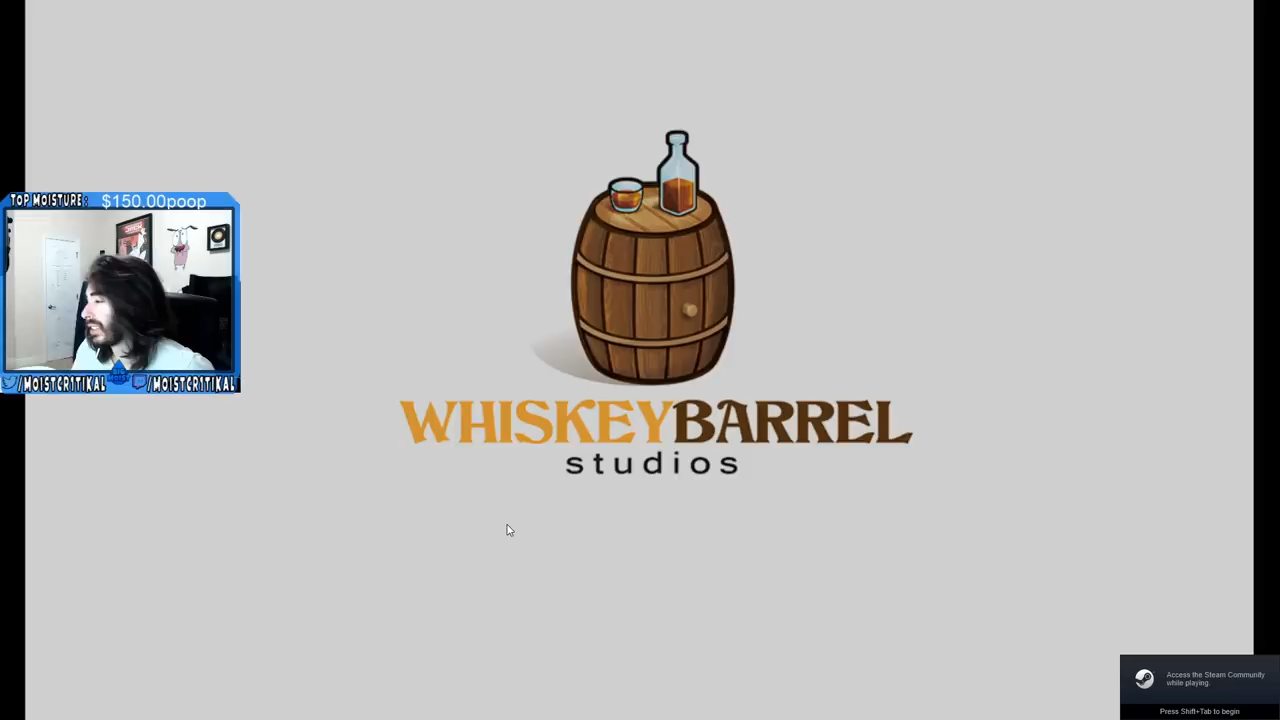 TOP MOISTURE: $150.00poop
/MOISTCR1TIKAL /MOISTCR1TIKAL
WHISKEYBARREL
studios
Access the Steam Community
while playing.
Press Shift+Tab to begin